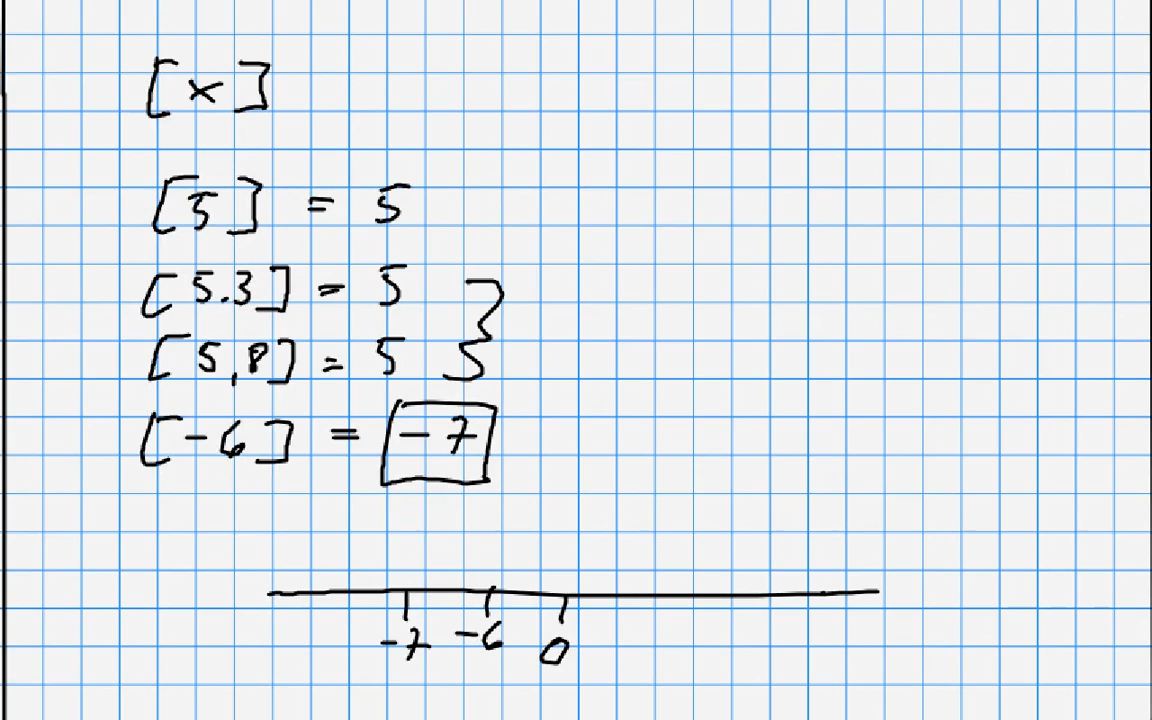 [x]
[5] = 5
[5.3] = 5
[5,8] = 5
[-6] = -7
-7 -6 0